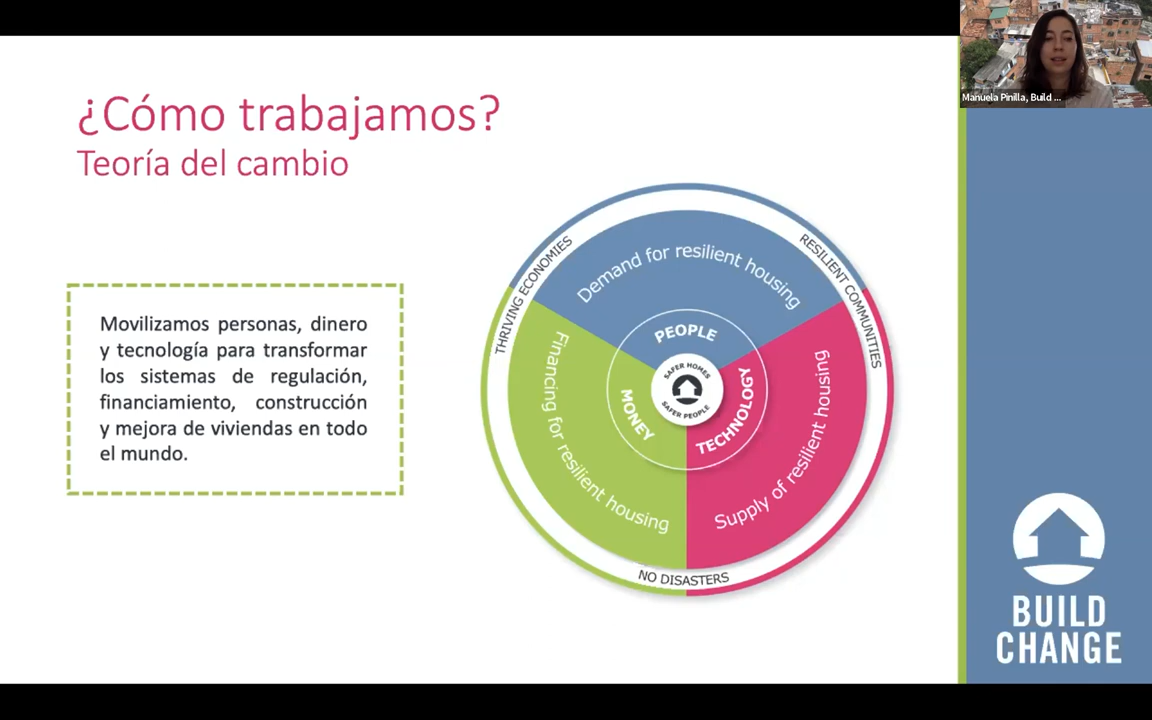 ¿Cómo trabajamos?
Teoría del cambio
Movilizamos personas, dinero
y tecnología para transformar
los sistemas de regulación,
financiamiento, construcción
y mejora de viviendas en todo
el mundo.
THRIVING ECONOMIES
RESILIENT COMMUNITIES
NO DISASTERS
Demand for resilient housing
Financing for resilient housing
Supply of resilient housing
PEOPLE
MONEY
TECHNOLOGY
SAFER HOMES
SAFER PEOPLE
Manuela Pinilla, Build ...
BUILD
CHANGE